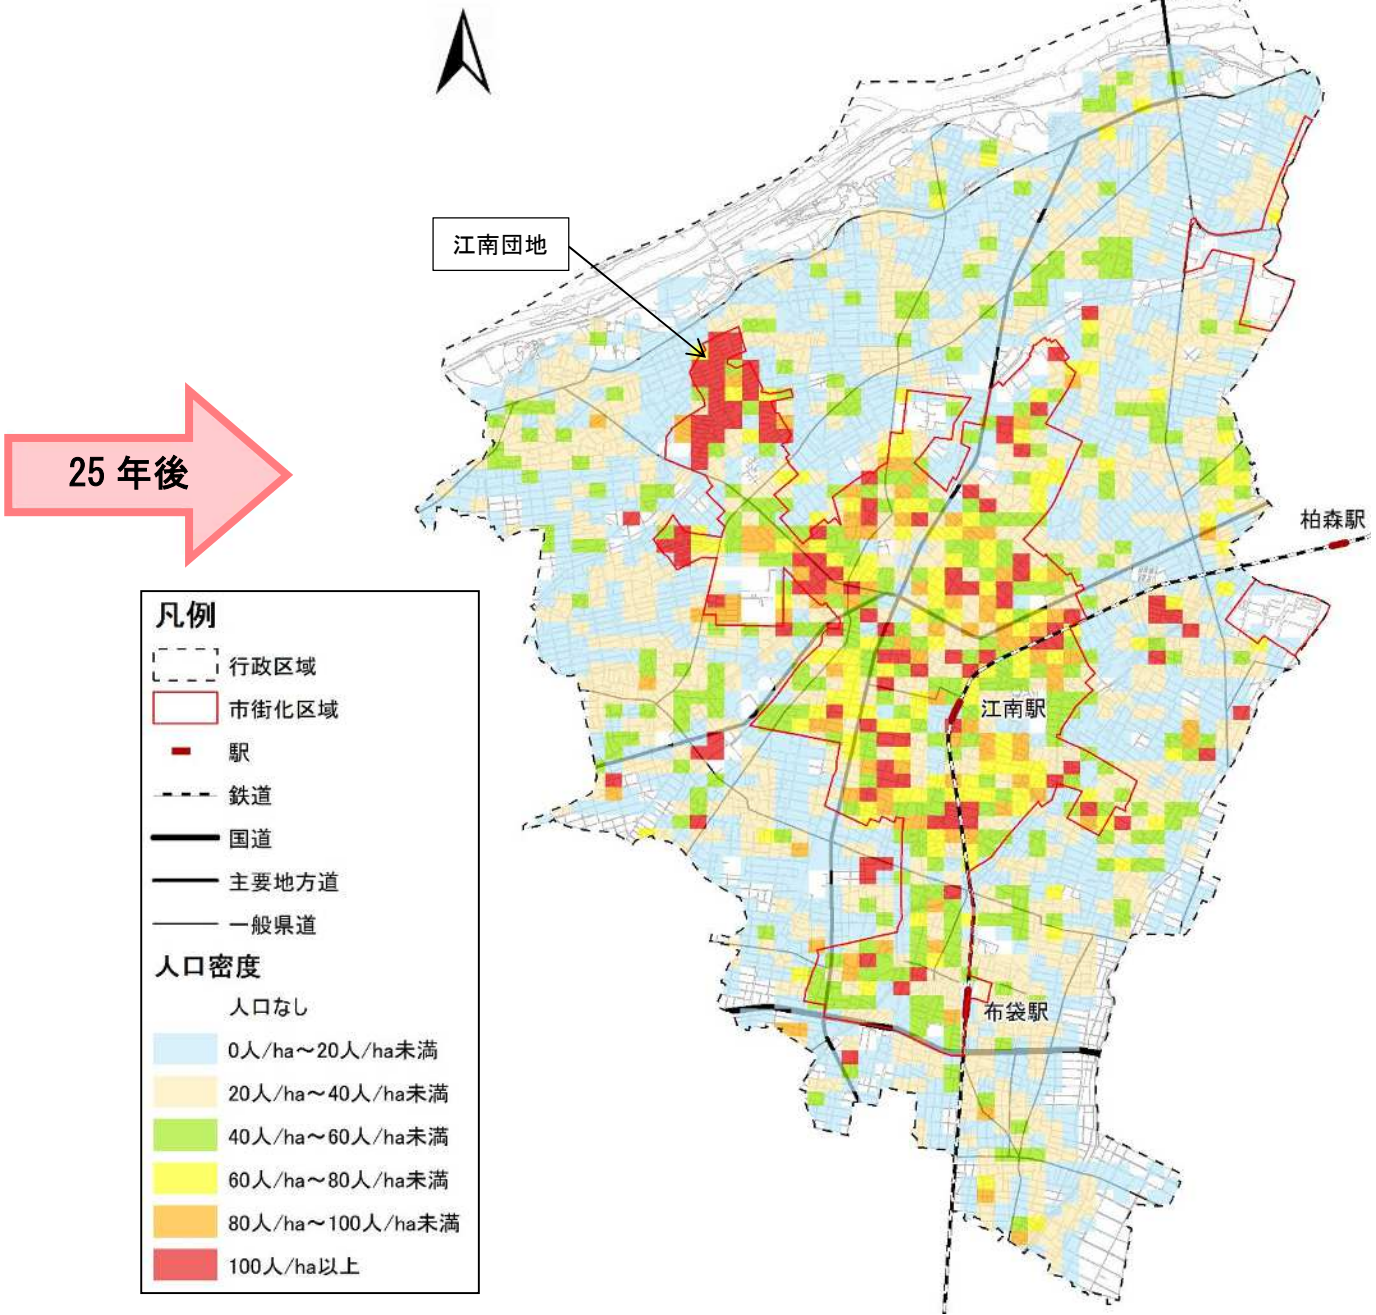 江南団地
25 年後
柏森駅
江南駅
布袋駅
凡例
行政区域
市街化区域
駅
鉄道
国道
主要地方道
一般県道
人口密度
人口なし
0人/ha～20人/ha未満
20人/ha～40人/ha未満
40人/ha～60人/ha未満
60人/ha～80人/ha未満
80人/ha～100人/ha未満
100人/ha以上